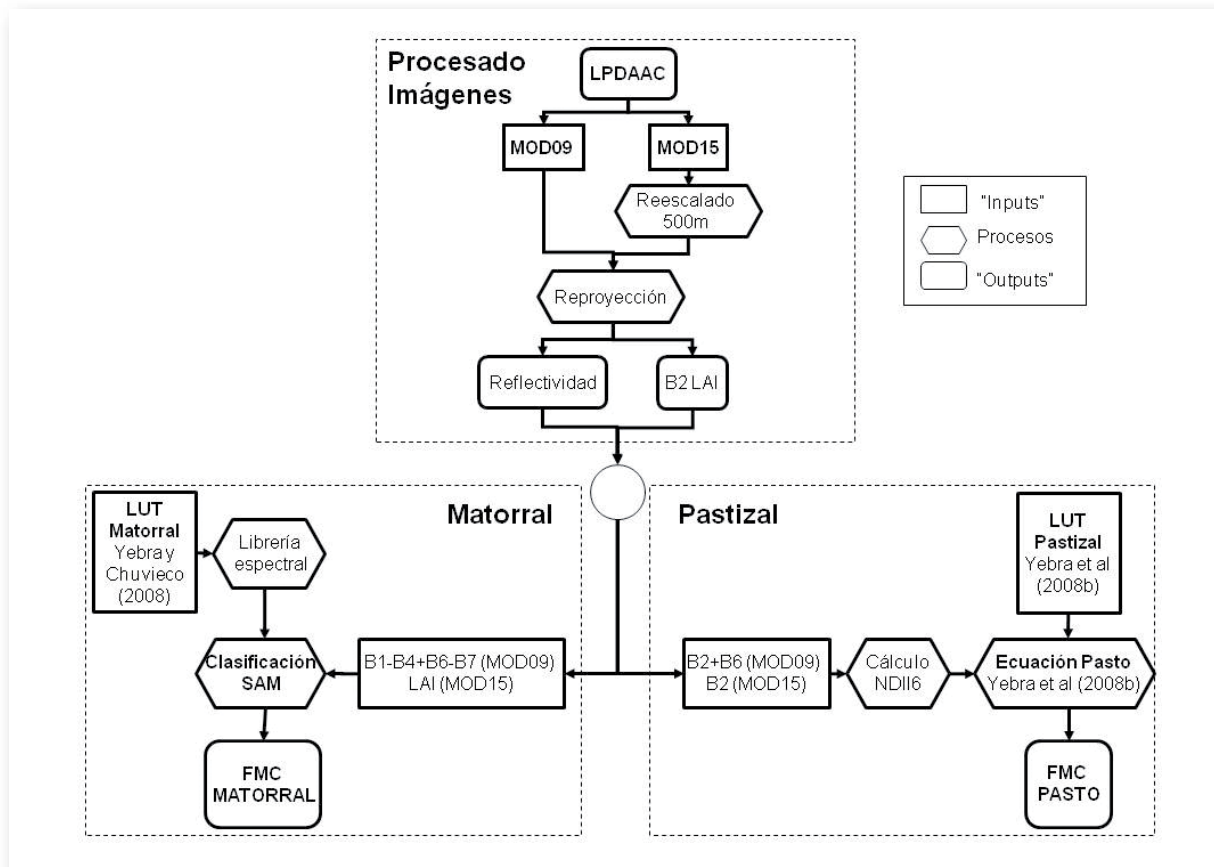 Procesado
Imágenes
LPDAAC
MOD09
MOD15
Reescalado
500m
Reproyección
Reflectividad
B2 LAI
"Inputs"
Procesos
"Outputs"
Matorral
LUT
Matorral
Yebra y
Chuvieco
(2008)
Librería
espectral
Clasificación
SAM
B1-B4+B6-B7 (MOD09)
LAI (MOD15)
FMC
MATORRAL
Pastizal
LUT
Pastizal
Yebra et al
(2008b)
B2+B6 (MOD09)
B2 (MOD15)
Cálculo
NDII6
Ecuación Pasto
Yebra et al (2008b)
FMC
PASTO